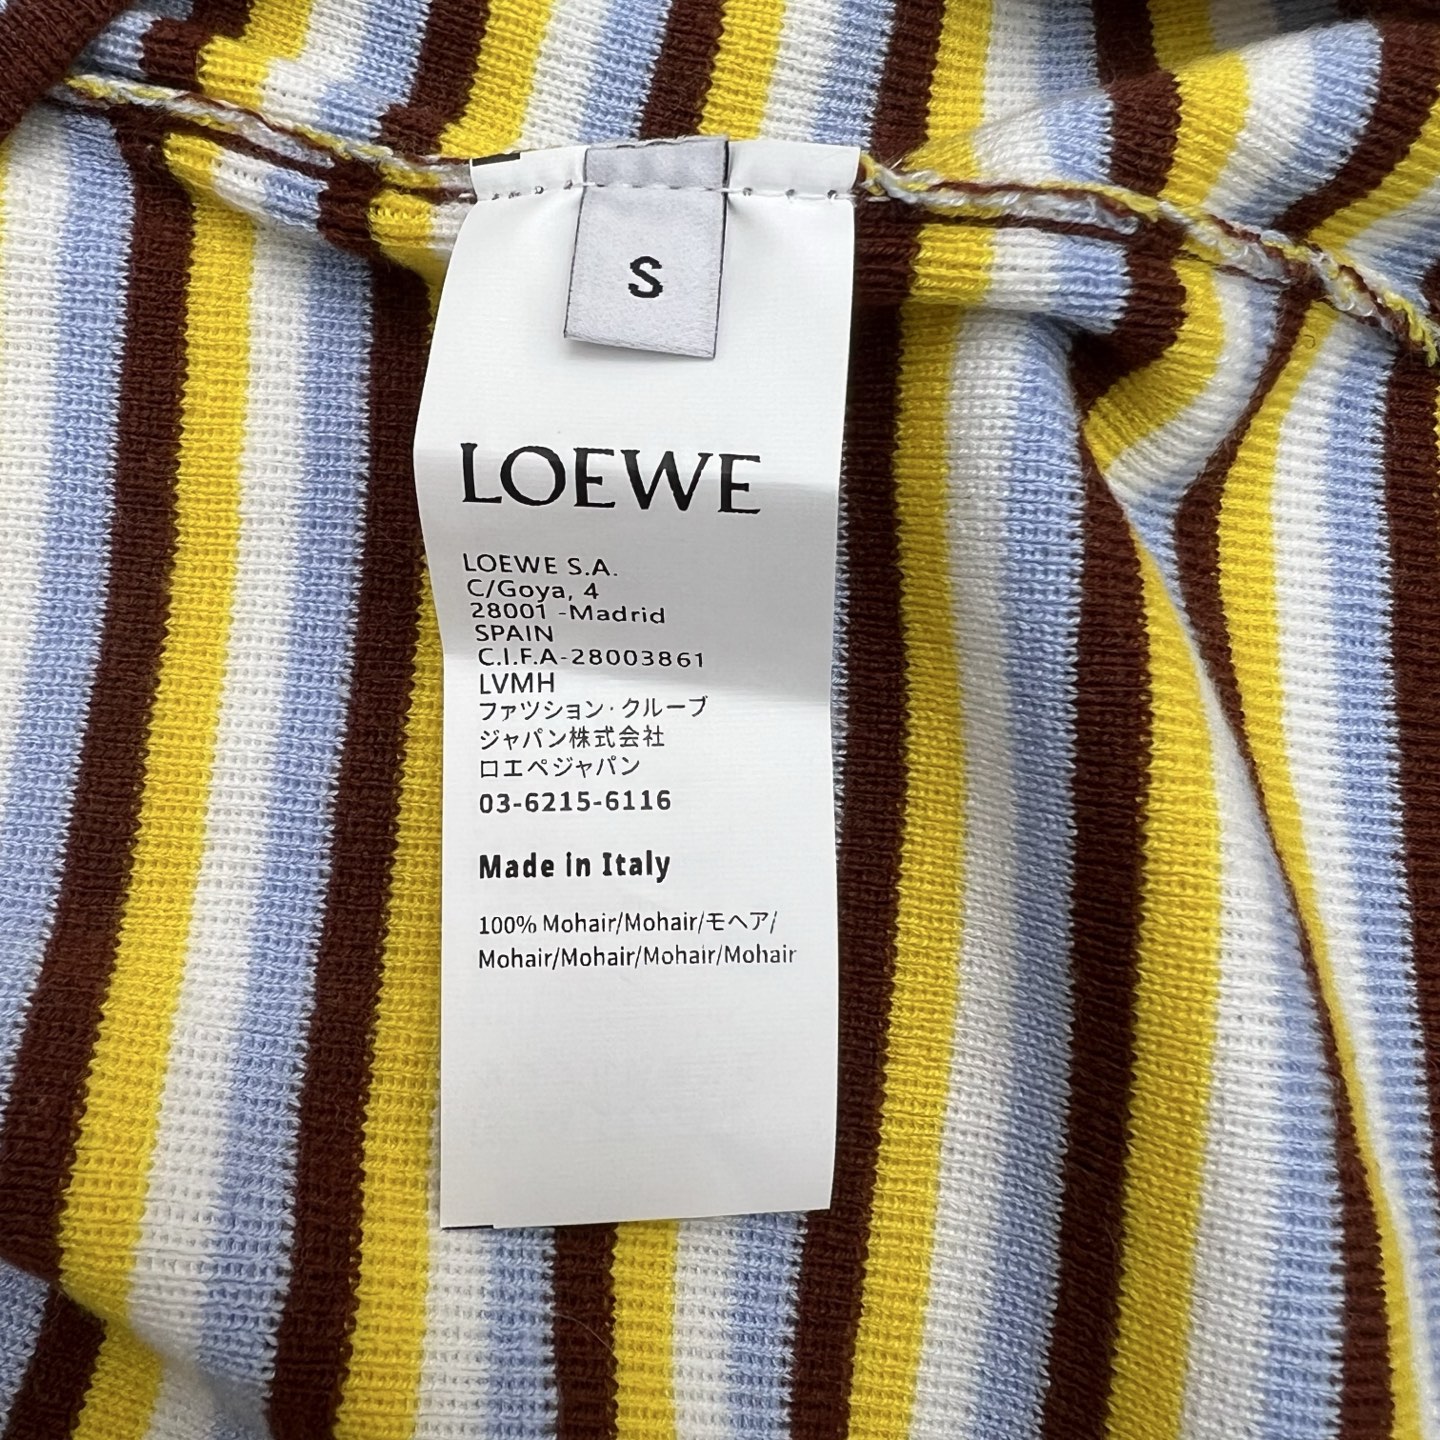 S
LOEWE
LOEWE S.A.
C/Goya, 4
28001 -Madrid
SPAIN
C.I.F.A-28003861
LVMH
ファツション·クループ
ジャパン株式会社
ロエペジャパン
03-6215-6116
Made in Italy
100% Mohair/Mohair/モヘア/
Mohair/Mohair/Mohair/Mohair